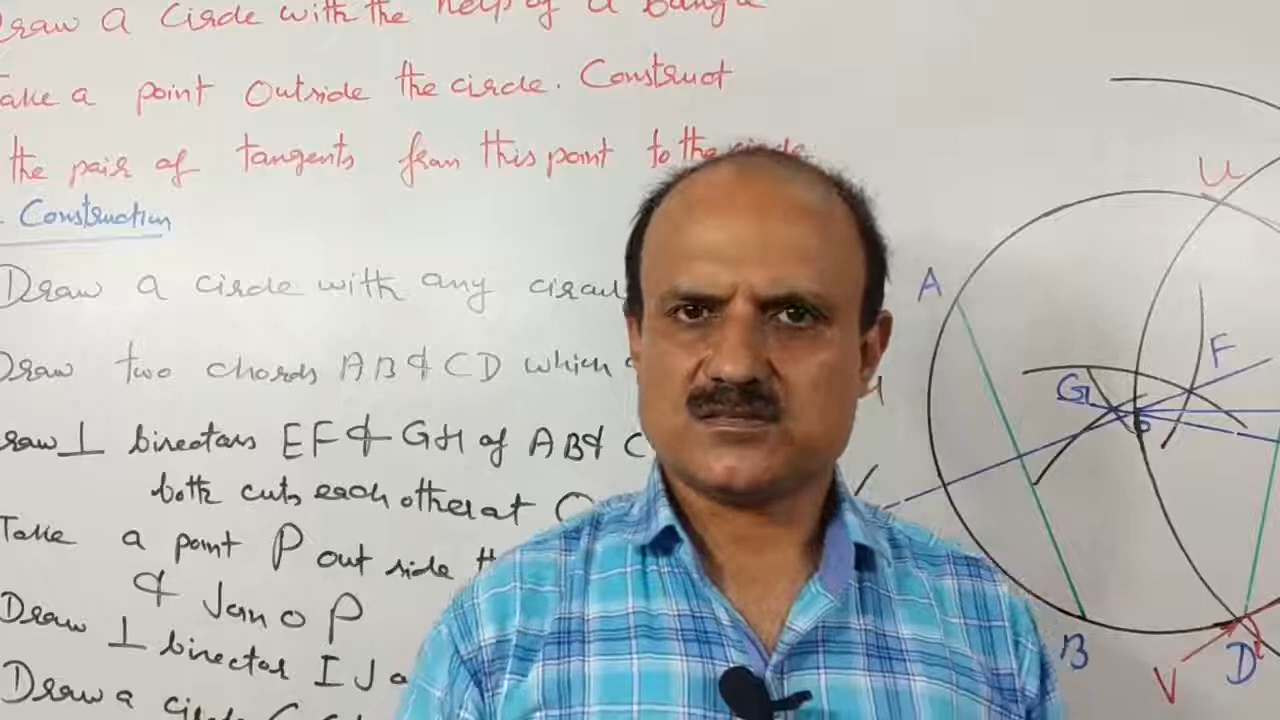 Draw a Circle with the help of a Bangle
Take a point Outside the circle. Construct
the pair of tangents from this point to the circle
Construction
Draw a circle with any
Draw two chords AB & CD which
Draw ⊥ bisectors EF & GH of AB &
both cuts each other at O
Take a point P out side
& Join O P
Draw ⊥ bisector I J
Draw a circle
A
U
F
G
B
V
D